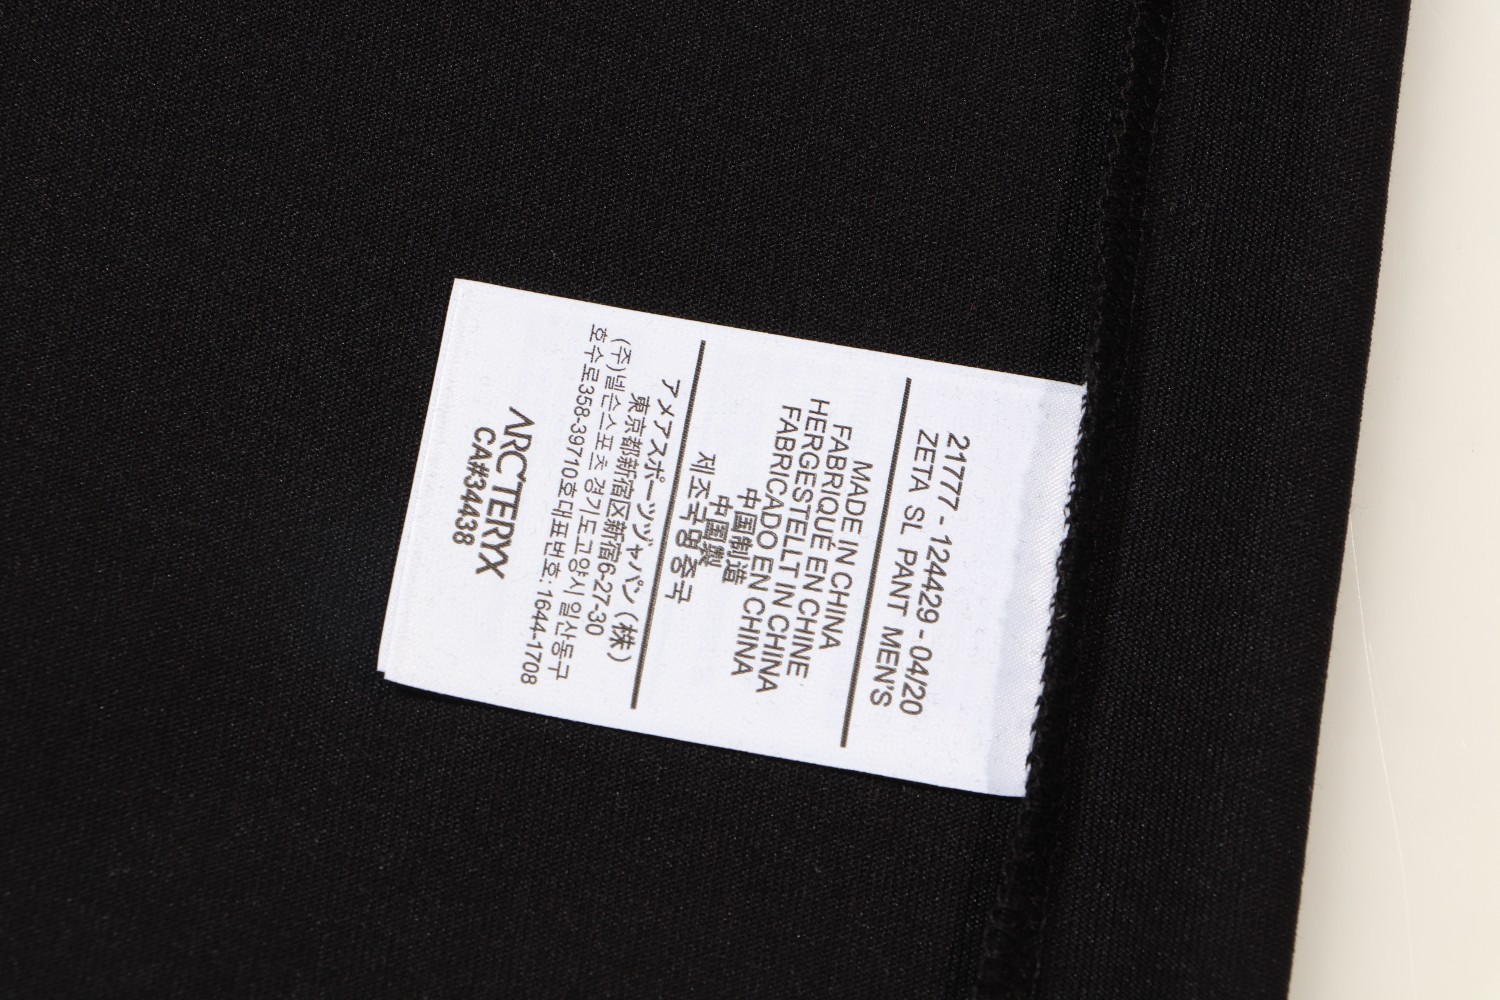 21777 - 124429 - 04/20
ZETA SL PANT MEN'S
MADE IN CHINA
FABRIQUÉ EN CHINE
HERGESTELLT IN CHINA
FABRICADO EN CHINA
中国制造
中國製
제조국명 중국
アメアスポーツジャパン (株)
東京都新宿区新宿6-27-30
(주)넬슨스포츠 경기도고양시 일산동구
호수로358-39710호대표번호: 1644-1708
ARC'TERYX
CA#34438